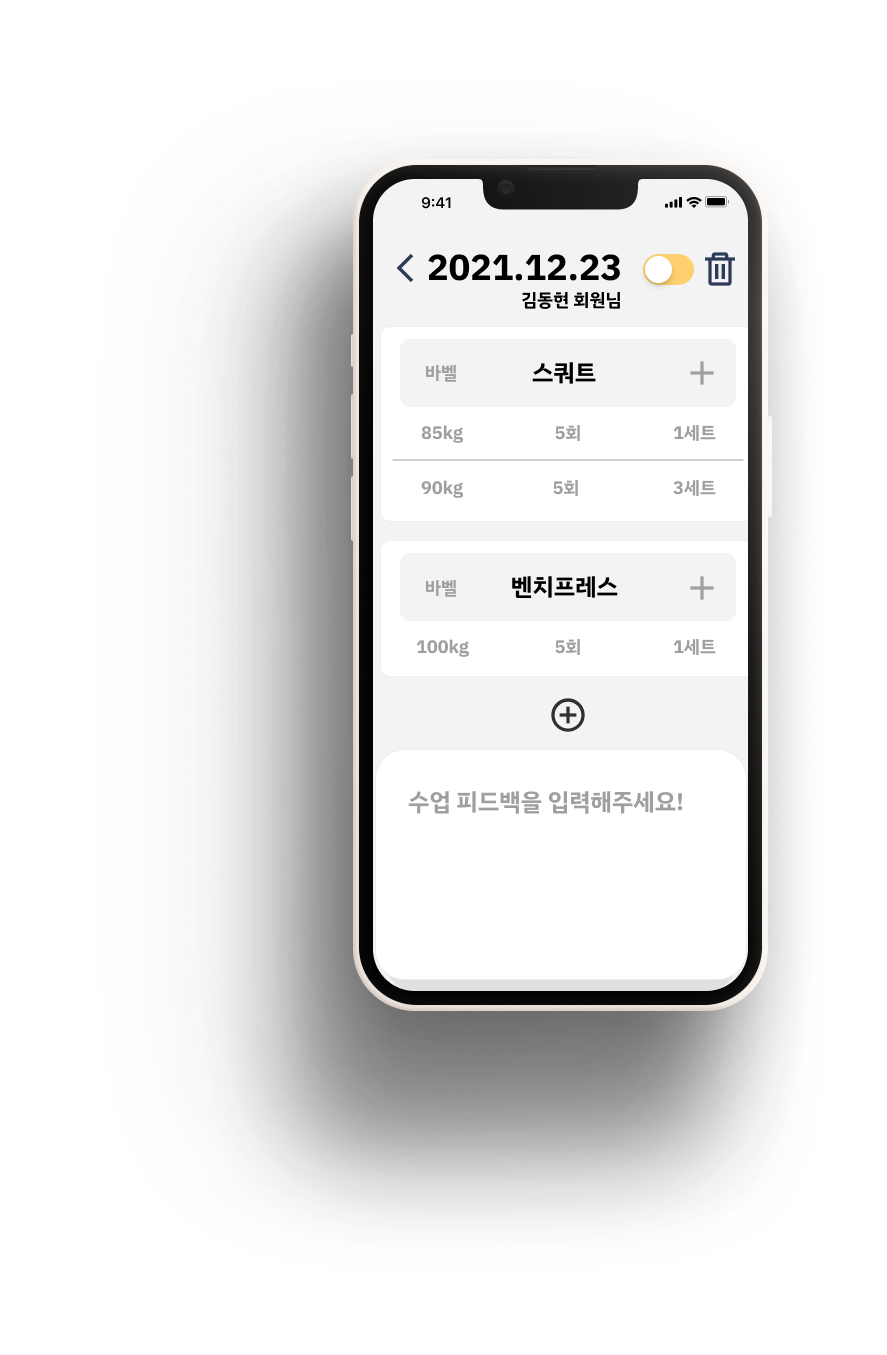 9:41
2021.12.23
김동현 회원님
바벨 스쿼트
85kg 5회 1세트
90kg 5회 3세트
바벨 벤치프레스
100kg 5회 1세트
수업 피드백을 입력해주세요!